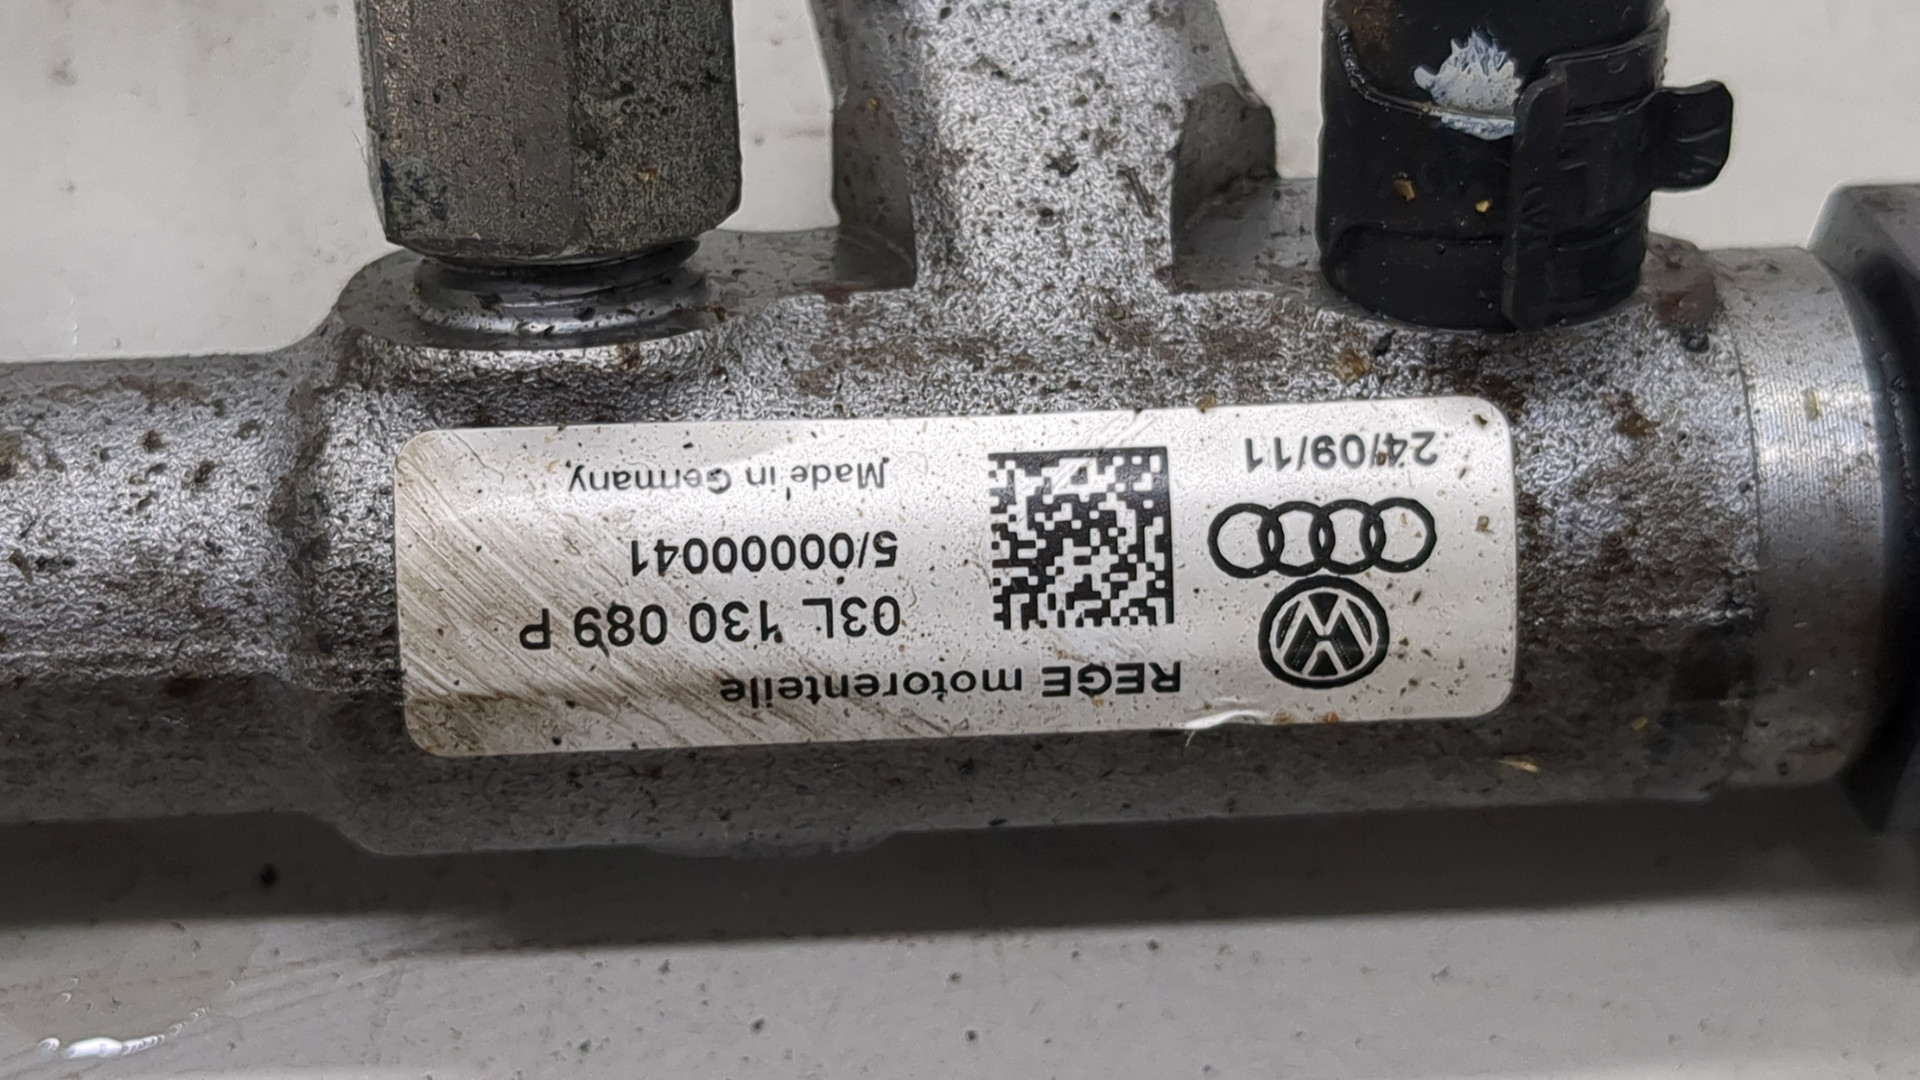 REGE motorenteile
03L 130 089 P
5/00000041
Made in Germany
24/09/11